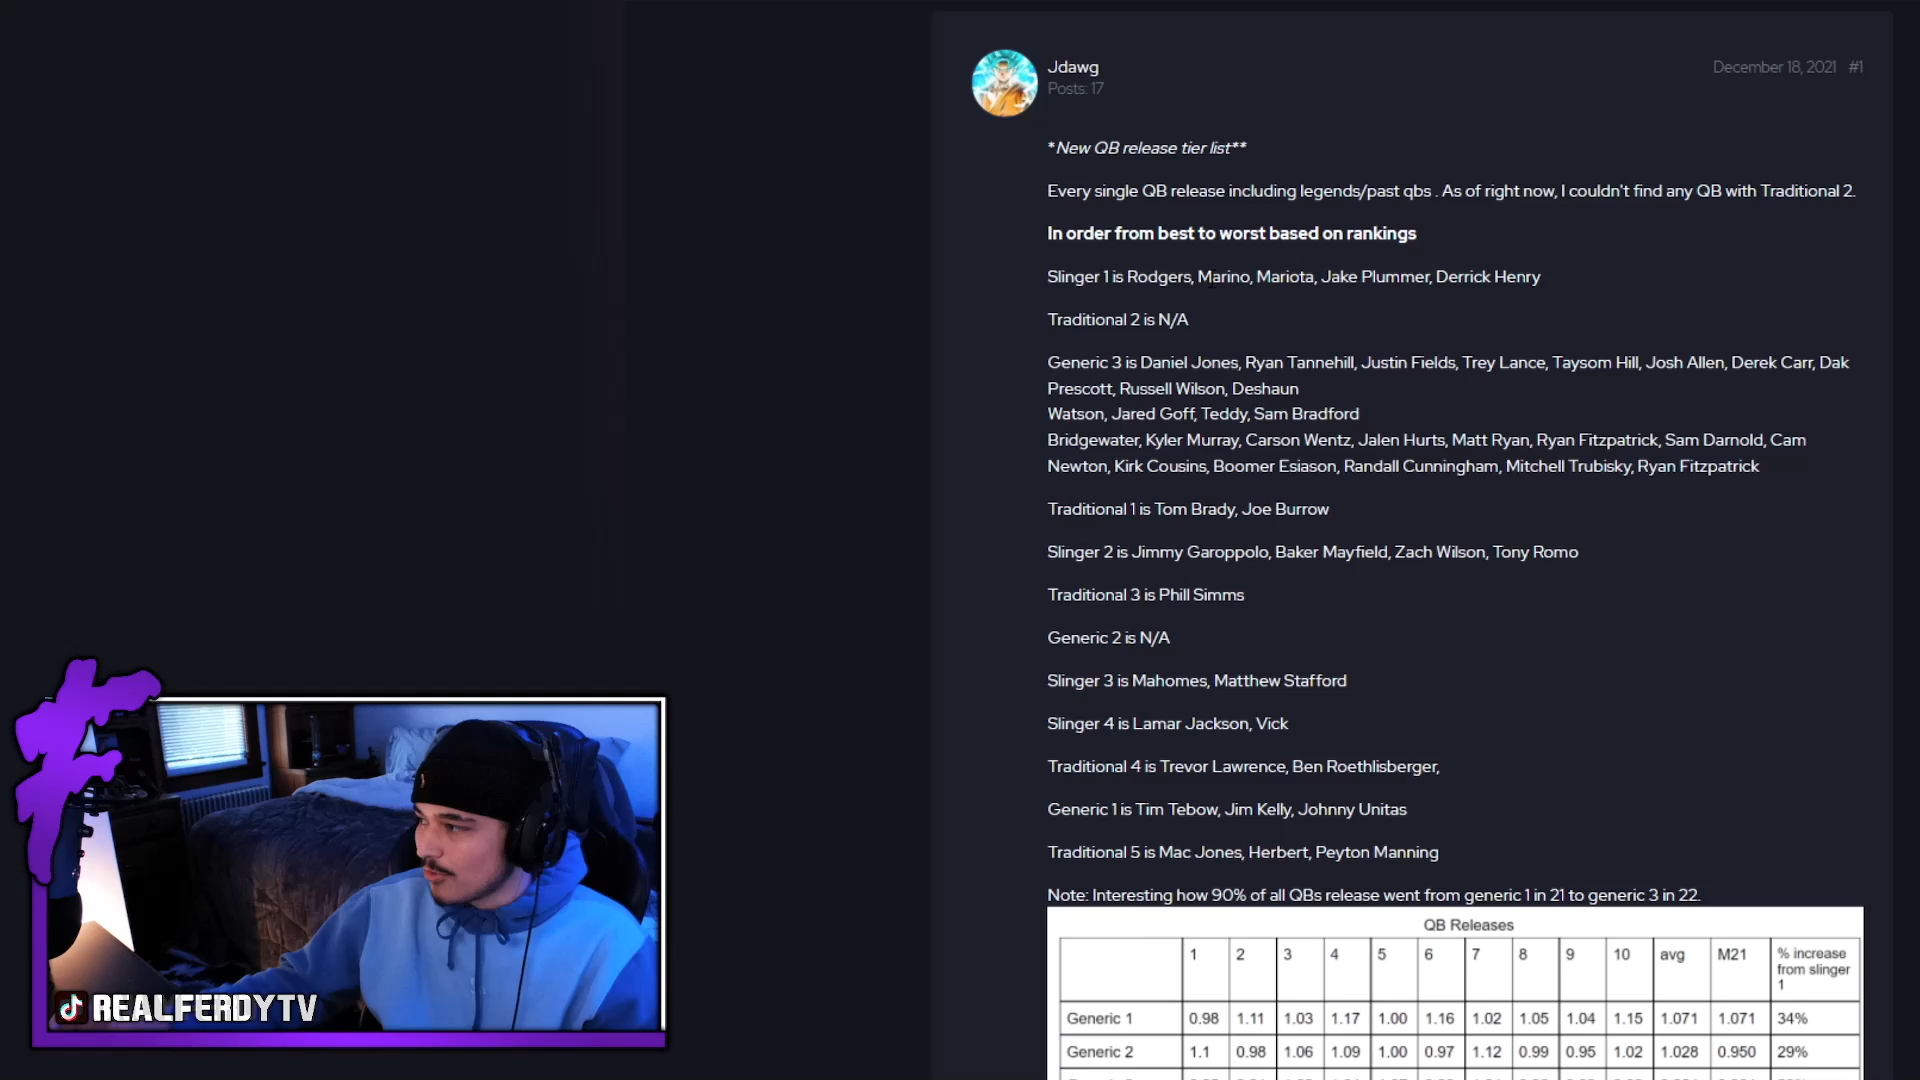 Jdawg
December 18, 2021 #1
Posts: 17
*New QB release tier list**
Every single QB release including legends/past qbs . As of right now, I couldn't find any QB with Traditional 2.
In order from best to worst based on rankings
Slinger 1 is Rodgers, Marino, Mariota, Jake Plummer, Derrick Henry
Traditional 2 is N/A
Generic 3 is Daniel Jones, Ryan Tannehill, Justin Fields, Trey Lance, Taysom Hill, Josh Allen, Derek Carr, Dak
Prescott, Russell Wilson, Deshaun
Watson, Jared Goff, Teddy, Sam Bradford
Bridgewater, Kyler Murray, Carson Wentz, Jalen Hurts, Matt Ryan, Ryan Fitzpatrick, Sam Darnold, Cam
Newton, Kirk Cousins, Boomer Esiason, Randall Cunningham, Mitchell Trubisky, Ryan Fitzpatrick
Traditional 1 is Tom Brady, Joe Burrow
Slinger 2 is Jimmy Garoppolo, Baker Mayfield, Zach Wilson, Tony Romo
Traditional 3 is Phill Simms
Generic 2 is N/A
Slinger 3 is Mahomes, Matthew Stafford
Slinger 4 is Lamar Jackson, Vick
Traditional 4 is Trevor Lawrence, Ben Roethlisberger,
Generic 1 is Tim Tebow, Jim Kelly, Johnny Unitas
Traditional 5 is Mac Jones, Herbert, Peyton Manning
Note: Interesting how 90% of all QBs release went from generic 1 in 21 to generic 3 in 22.
QB Releases
1 2 3 4 5 6 7 8 9 10 avg M21 % increase
from slinger
1
Generic 1 0.98 1.11 1.03 1.17 1.00 1.16 1.02 1.05 1.04 1.15 1.071 1.071 34%
Generic 2 1.1 0.98 1.06 1.09 1.00 0.97 1.12 0.99 0.95 1.02 1.028 0.950 29%
REALFERDYTV